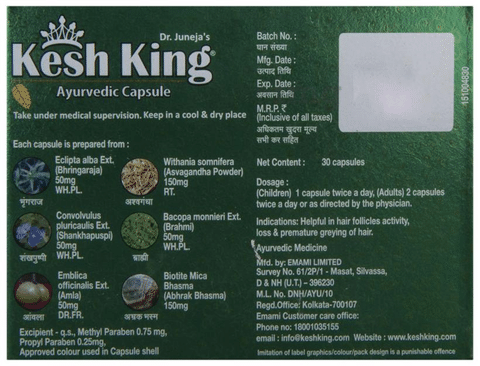 Dr. Juneja's
Kesh King®
Ayurvedic Capsule
Take under medical supervision. Keep in a cool & dry place
Each capsule is prepared from :
Eclipta alba Ext.
(Bhringaraja)
50mg
WH.PL.
भृंगराज
Withania somnifera
(Asvagandha Powder)
150mg
RT.
अश्वगंधा
Convolvulus
pluricaulis Ext.
(Shankhapuspi)
50mg
WH.PL.
शंखपुष्पी
Bacopa monnieri Ext.
(Brahmi)
50mg
WH.PL.
ब्राह्मी
Emblica
officinalis Ext.
(Amla)
50mg
DR.FR.
आंवला
Biotite Mica
Bhasma
(Abhrak Bhasma)
150mg
अभ्रक भस्म
Excipient - q.s., Methyl Paraben 0.75 mg,
Propyl Paraben 0.25mg,
Approved colour used in Capsule shell
Batch No. :
घान संख्या
Mfg. Date :
उत्पाद तिथि
Exp. Date :
अवसान तिथि
M.R.P. ₹
(Inclusive of all taxes)
अधिकतम खुदरा मूल्य
सभी कर सहित
151004830
Net Content : 30 capsules
Dosage :
(Children) 1 capsule twice a day, (Adults) 2 capsules
twice a day or as directed by the physician.
Indications: Helpful in hair follicles activity,
loss & premature greying of hair.
Ayurvedic Medicine
Mfd. by: EMAMI LIMITED
Survey No. 61/2P/1 - Masat, Silvassa,
D & NH (U.T.) – 396230
M.L. No. DNH/AYU/10
Regd.Office: Kolkata-700107
Emami Customer care office:
Phone no: 18001035155
email : info@keshking.com Website : www.keshking.com
Imitation of label graphics/colour/pack design is a punishable offence